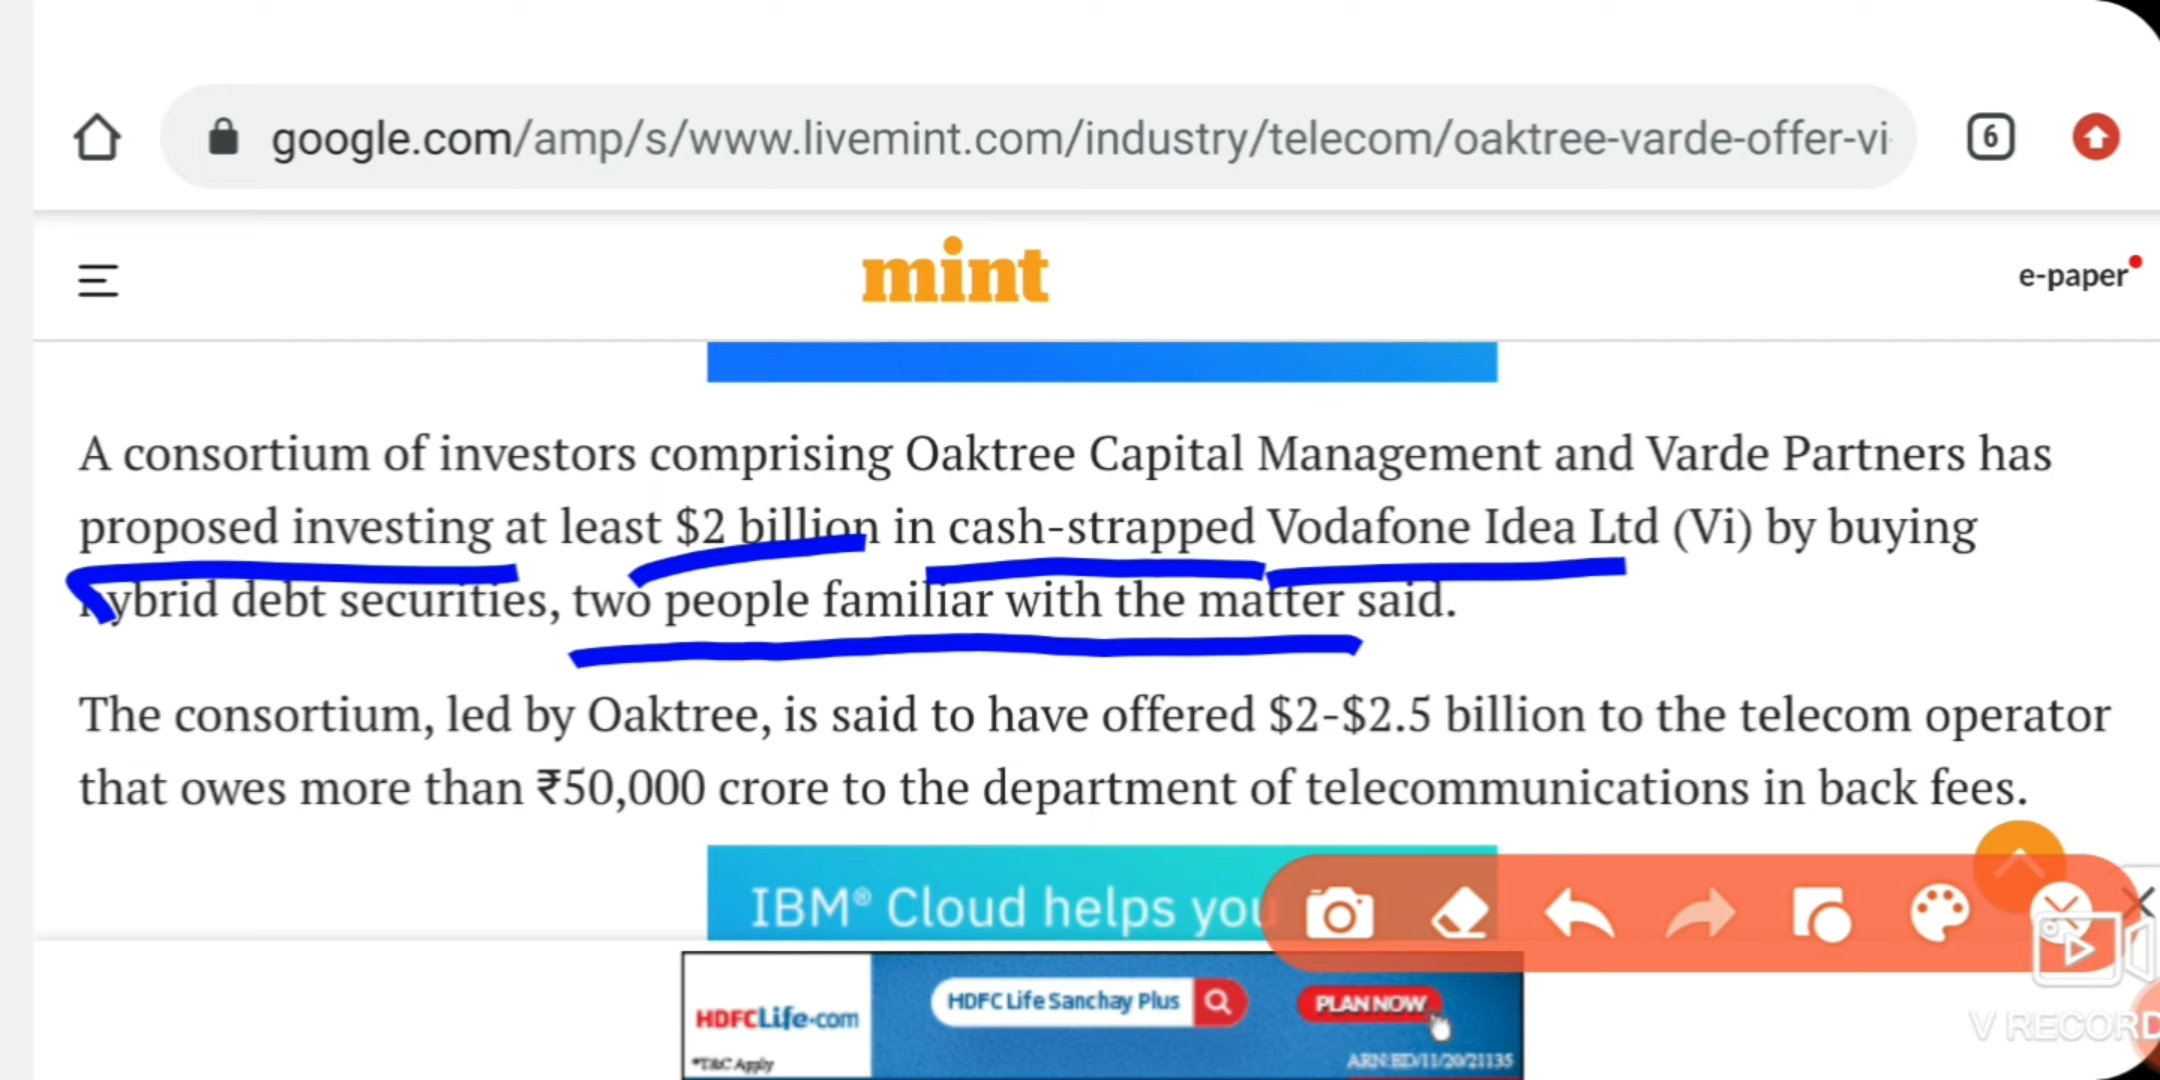 google.com/amp/s/www.livemint.com/industry/telecom/oaktree-varde-offer-vi
6
mint
e-paper
A consortium of investors comprising Oaktree Capital Management and Varde Partners has
proposed investing at least $2 billion in cash-strapped Vodafone Idea Ltd (Vi) by buying
hybrid debt securities, two people familiar with the matter said.
The consortium, led by Oaktree, is said to have offered $2-$2.5 billion to the telecom operator
that owes more than ₹50,000 crore to the department of telecommunications in back fees.
IBM® Cloud helps you
HDFCLife.com
HDFC Life Sanchay Plus
PLAN NOW
*T&C Apply
ARN:ED/11/20/21135
V RECORD